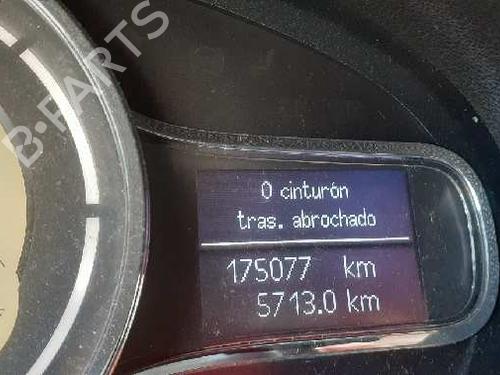 B-PARTS
0 cinturón
tras. abrochado
175077 km
5713.0 km